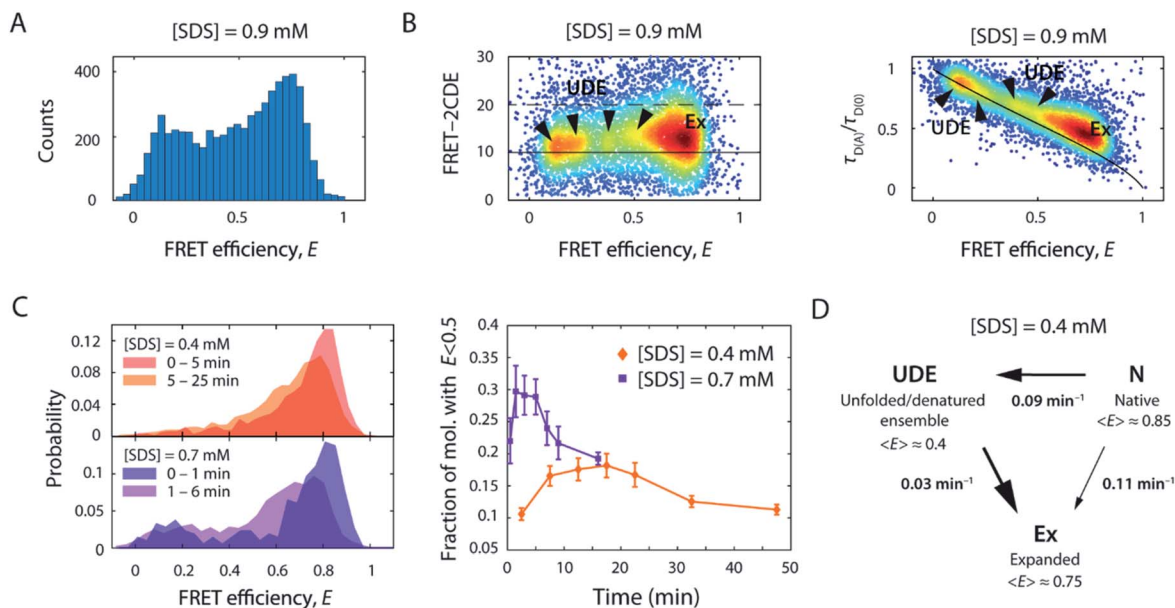 A
[SDS] = 0.9 mM
Counts
400
200
0
0
0.5
1
FRET efficiency, E
B
[SDS] = 0.9 mM
FRET–2CDE
30
20
10
0
UDE
Ex
0
0.5
1
FRET efficiency, E
[SDS] = 0.9 mM
τD(A)/τD(0)
1
0.5
0
UDE
UDE
Ex
0
0.5
1
FRET efficiency, E
C
Probability
0.12
0.08
0.04
0
[SDS] = 0.4 mM
0 – 5 min
5 – 25 min
0.1
0.05
0
[SDS] = 0.7 mM
0 – 1 min
1 – 6 min
0 0.2 0.4 0.6 0.8 1
FRET efficiency, E
Fraction of mol. with E<0.5
0.4
0.35
0.3
0.25
0.2
0.15
0.1
0.05
[SDS] = 0.4 mM
[SDS] = 0.7 mM
0 10 20 30 40 50
Time (min)
D
[SDS] = 0.4 mM
UDE
Unfolded/denatured
ensemble
<E> ≈ 0.4
N
Native
<E> ≈ 0.85
0.09 min⁻¹
0.03 min⁻¹
0.11 min⁻¹
Ex
Expanded
<E> ≈ 0.75